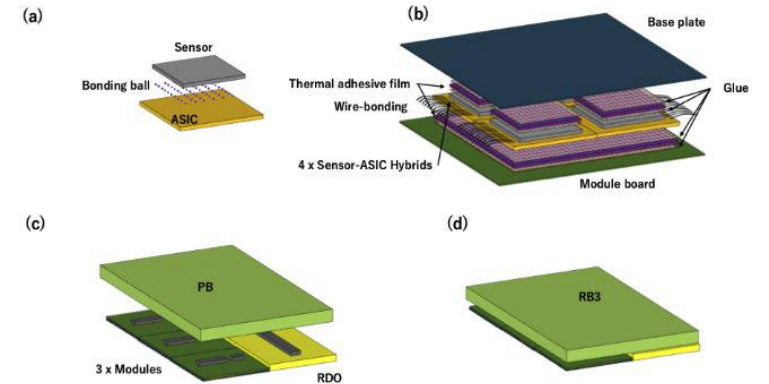 (a)
Sensor
Bonding ball
ASIC
(b)
Base plate
Thermal adhesive film
Wire-bonding
Glue
4 x Sensor-ASIC Hybrids
Module board
(c)
PB
3 x Modules
RDO
(d)
RB3